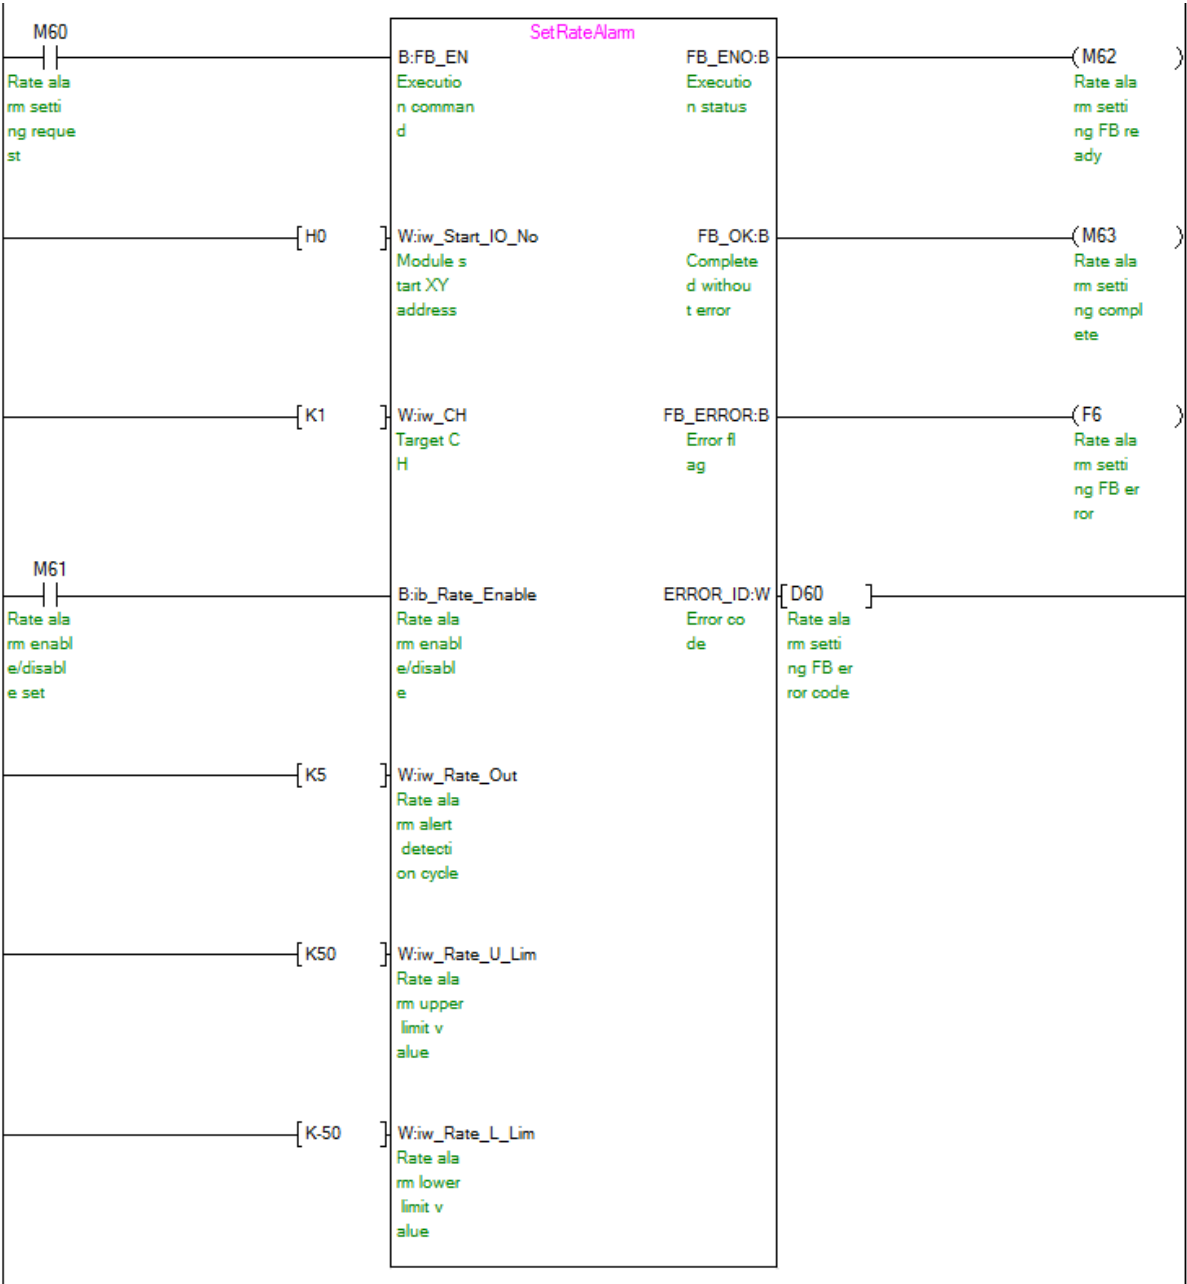 M60
SetRateAlarm
B:FB_EN
FB_ENO:B
M62
Rate ala
rm setti
ng reque
st
Executio
n comman
d
Executio
n status
Rate ala
rm setti
ng FB re
ady
H0
W:iw_Start_IO_No
FB_OK:B
M63
Module s
tart XY
address
Complete
d withou
t error
Rate ala
rm setti
ng compl
ete
K1
W:iw_CH
FB_ERROR:B
F6
Target C
H
Error fl
ag
Rate ala
rm setti
ng FB er
ror
M61
B:ib_Rate_Enable
ERROR_ID:W
D60
Rate ala
rm enabl
e/disabl
e set
Rate ala
rm enabl
e/disabl
e
Error co
de
Rate ala
rm setti
ng FB er
ror code
K5
W:iw_Rate_Out
Rate ala
rm alert
detecti
on cycle
K50
W:iw_Rate_U_Lim
Rate ala
rm upper
limit v
alue
K-50
W:iw_Rate_L_Lim
Rate ala
rm lower
limit v
alue